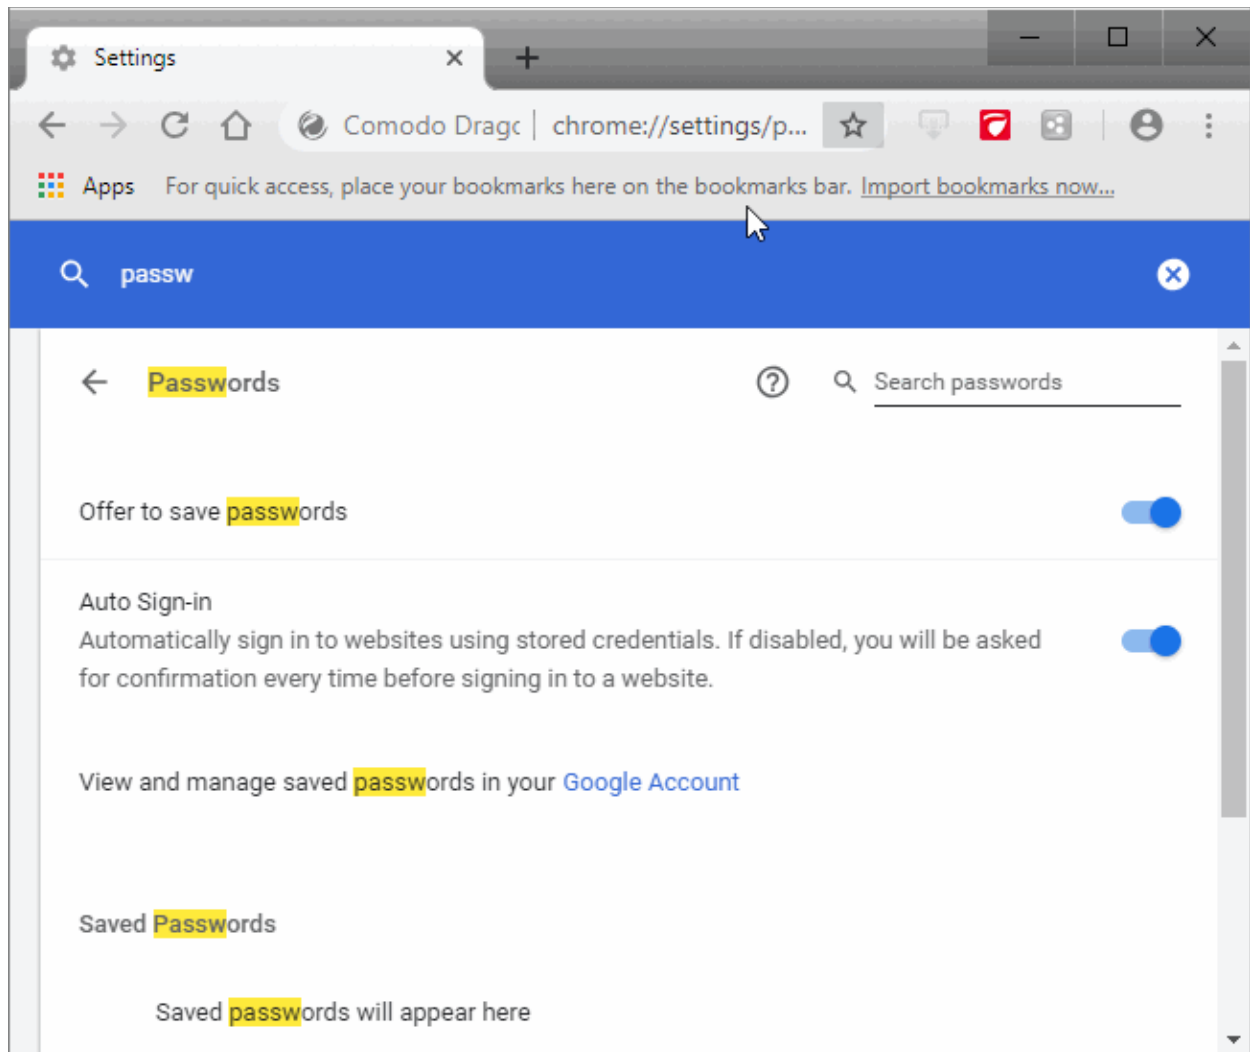 Settings
Comodo Drago | chrome://settings/p...
Apps For quick access, place your bookmarks here on the bookmarks bar. Import bookmarks now...
passw
Passwords
Search passwords
Offer to save passwords
Auto Sign-in
Automatically sign in to websites using stored credentials. If disabled, you will be asked
for confirmation every time before signing in to a website.
View and manage saved passwords in your Google Account
Saved Passwords
Saved passwords will appear here